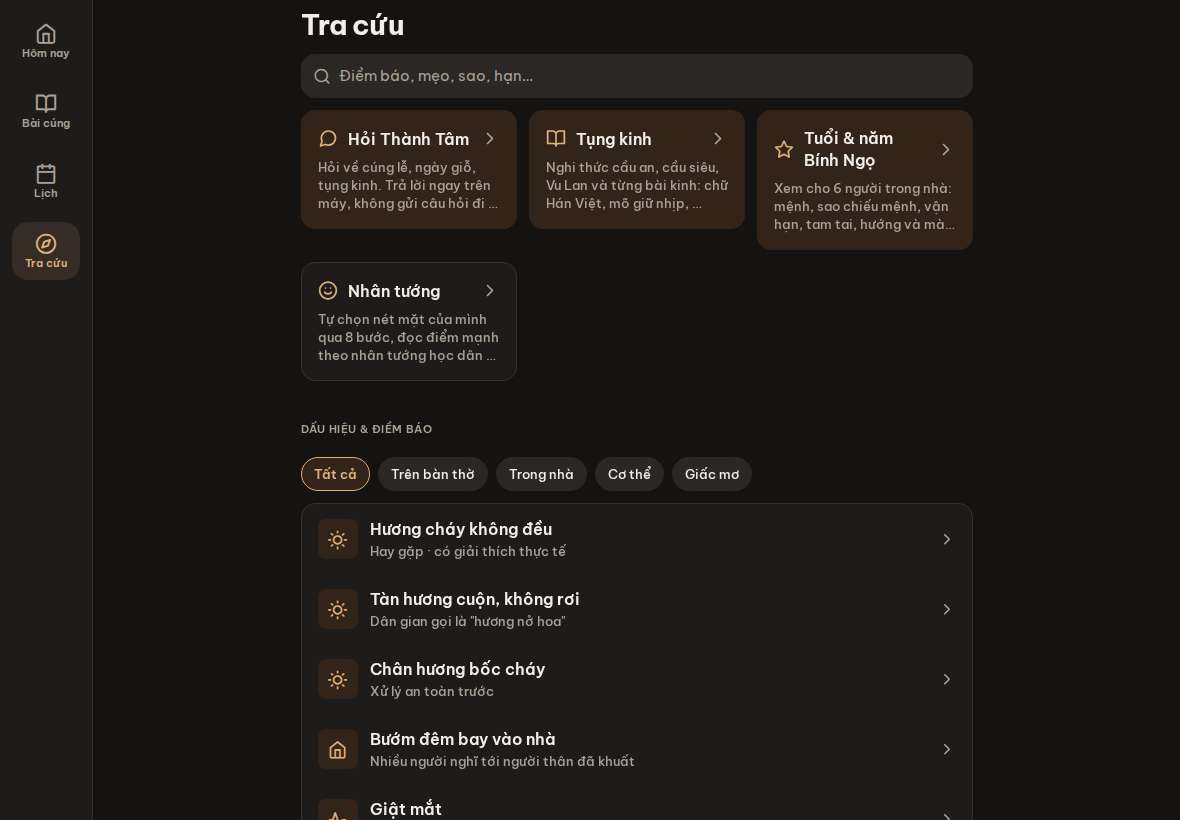 Hôm nay
Bài cúng
Lịch
Tra cứu
Tra cứu
Điềm báo, mẹo, sao, hạn…
Hỏi Thành Tâm
Hỏi về cúng lễ, ngày giỗ,
tụng kinh. Trả lời ngay trên
máy, không gửi câu hỏi đi …
Tụng kinh
Nghi thức cầu an, cầu siêu,
Vu Lan và từng bài kinh: chữ
Hán Việt, mõ giữ nhịp, …
Tuổi & năm
Bính Ngọ
Xem cho 6 người trong nhà:
mệnh, sao chiếu mệnh, vận
hạn, tam tai, hướng và mà…
Nhân tướng
Tự chọn nét mặt của mình
qua 8 bước, đọc điểm mạnh
theo nhân tướng học dân …
DẤU HIỆU & ĐIỀM BÁO
Tất cả
Trên bàn thờ
Trong nhà
Cơ thể
Giấc mơ
Hương cháy không đều
Hay gặp · có giải thích thực tế
Tàn hương cuộn, không rơi
Dân gian gọi là "hương nở hoa"
Chân hương bốc cháy
Xử lý an toàn trước
Bướm đêm bay vào nhà
Nhiều người nghĩ tới người thân đã khuất
Giật mắt